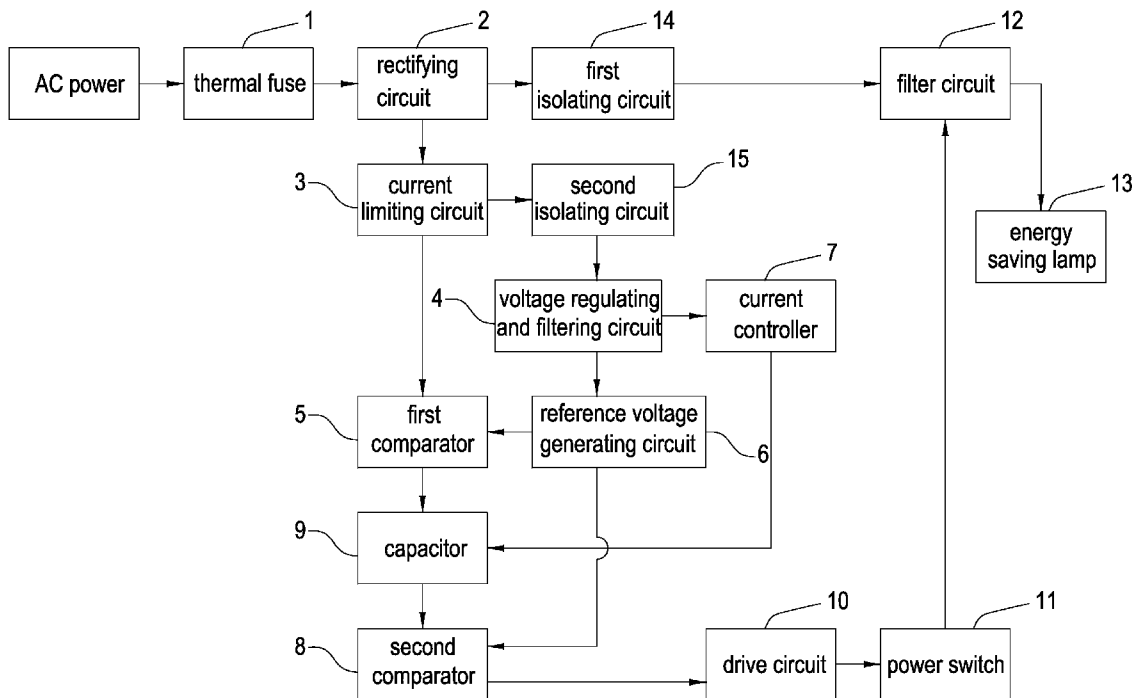 1
2
14
12
AC power
thermal fuse
rectifying
circuit
first
isolating circuit
filter circuit
3
current
limiting circuit
second
isolating circuit
15
13
energy
saving lamp
4
voltage regulating
and filtering circuit
7
current
controller
5
first
comparator
reference voltage
generating circuit
6
9
capacitor
8
second
comparator
10
drive circuit
11
power switch